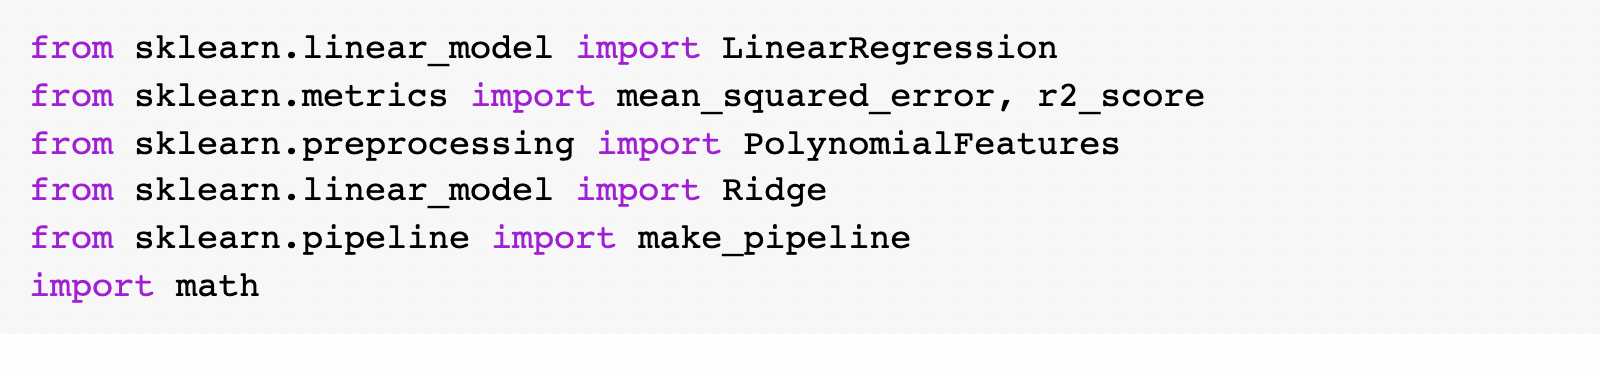 from sklearn.linear_model import LinearRegression
from sklearn.metrics import mean_squared_error, r2_score
from sklearn.preprocessing import PolynomialFeatures
from sklearn.linear_model import Ridge
from sklearn.pipeline import make_pipeline
import math